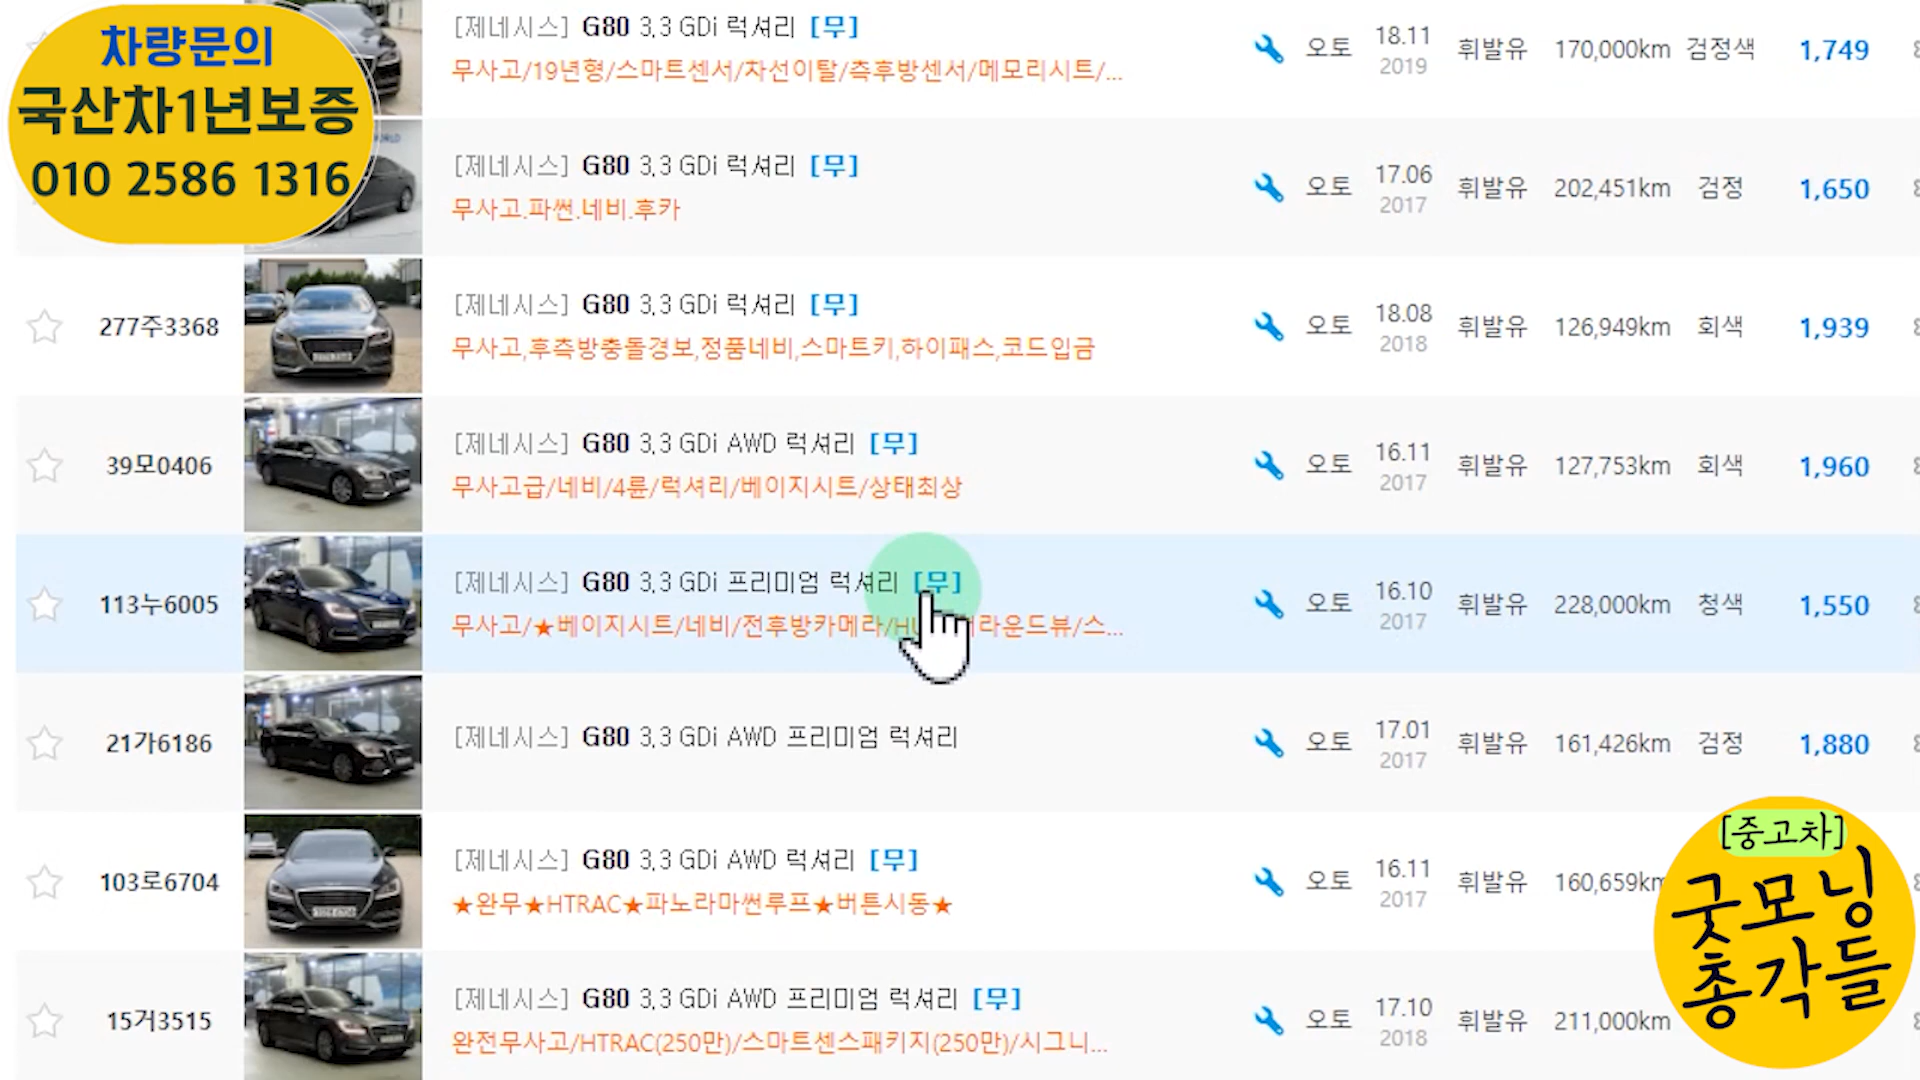 차량문의
국산차1년보증
010 2586 1316
[제네시스] G80 3.3 GDi 럭셔리 [무]
무사고/19년형/스마트센서/차선이탈/측후방센서/메모리시트/...
오토 18.11 2019 휘발유 170,000km 검정색 1,749
[제네시스] G80 3.3 GDi 럭셔리 [무]
무사고.파썬.네비.후카
오토 17.06 2017 휘발유 202,451km 검정 1,650
277주3368
[제네시스] G80 3.3 GDi 럭셔리 [무]
무사고,후측방충돌경보,정품네비,스마트키,하이패스,코드입금
오토 18.08 2018 휘발유 126,949km 회색 1,939
39모0406
[제네시스] G80 3.3 GDi AWD 럭셔리 [무]
무사고급/네비/4륜/럭셔리/베이지시트/상태최상
오토 16.11 2017 휘발유 127,753km 회색 1,960
113누6005
[제네시스] G80 3.3 GDi 프리미엄 럭셔리 [무]
무사고/★베이지시트/네비/전후방카메라/ 라운드뷰/스...
오토 16.10 2017 휘발유 228,000km 청색 1,550
21가6186
[제네시스] G80 3.3 GDi AWD 프리미엄 럭셔리
오토 17.01 2017 휘발유 161,426km 검정 1,880
103로6704
[제네시스] G80 3.3 GDi AWD 럭셔리 [무]
★완무★HTRAC★파노라마썬루프★버튼시동★
오토 16.11 2017 휘발유 160,659km
15거3515
[제네시스] G80 3.3 GDi AWD 프리미엄 럭셔리 [무]
완전무사고/HTRAC(250만)/스마트센스패키지(250만)/시그니...
오토 17.10 2018 휘발유 211,000km
[중고차]
굿모닝
총각들